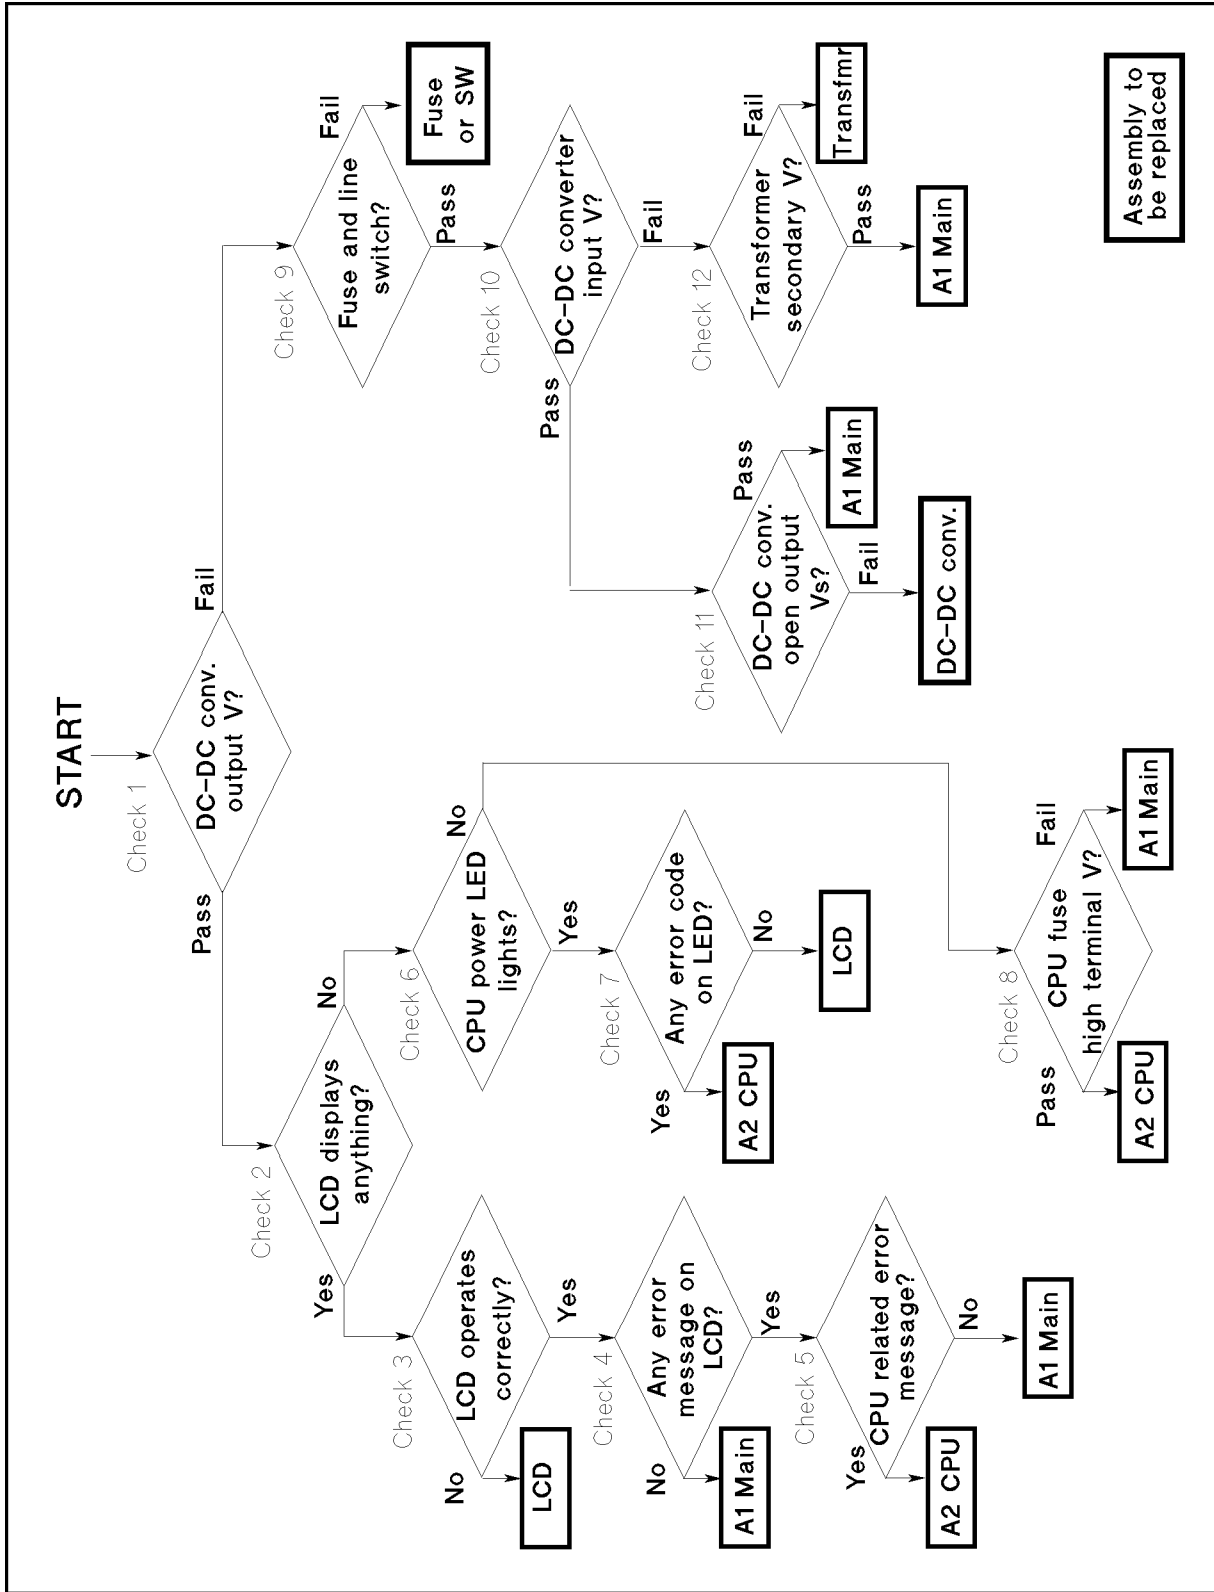 START
Check 1
DC-DC conv.
output V?
Pass
Fail
Check 2
LCD displays
anything?
Yes
No
Check 3
LCD operates
correctly?
No
Yes
LCD
Check 4
Any error
message on
LCD?
No
Yes
A1 Main
Check 5
CPU related error
message?
Yes
No
A2 CPU
A1 Main
Check 6
CPU power LED
lights?
No
Yes
Check 7
Any error code
on LED?
Yes
No
A2 CPU
LCD
Check 8
CPU fuse
high terminal V?
Pass
Fail
A2 CPU
A1 Main
Check 9
Fuse and line
switch?
Fail
Pass
Fuse
or SW
Check 10
DC-DC converter
input V?
Pass
Fail
Check 11
DC-DC conv.
open output
Vs?
Pass
Fail
A1 Main
DC-DC conv.
Check 12
Transformer
secondary V?
Fail
Pass
Transfmr
A1 Main
Assembly to
be replaced